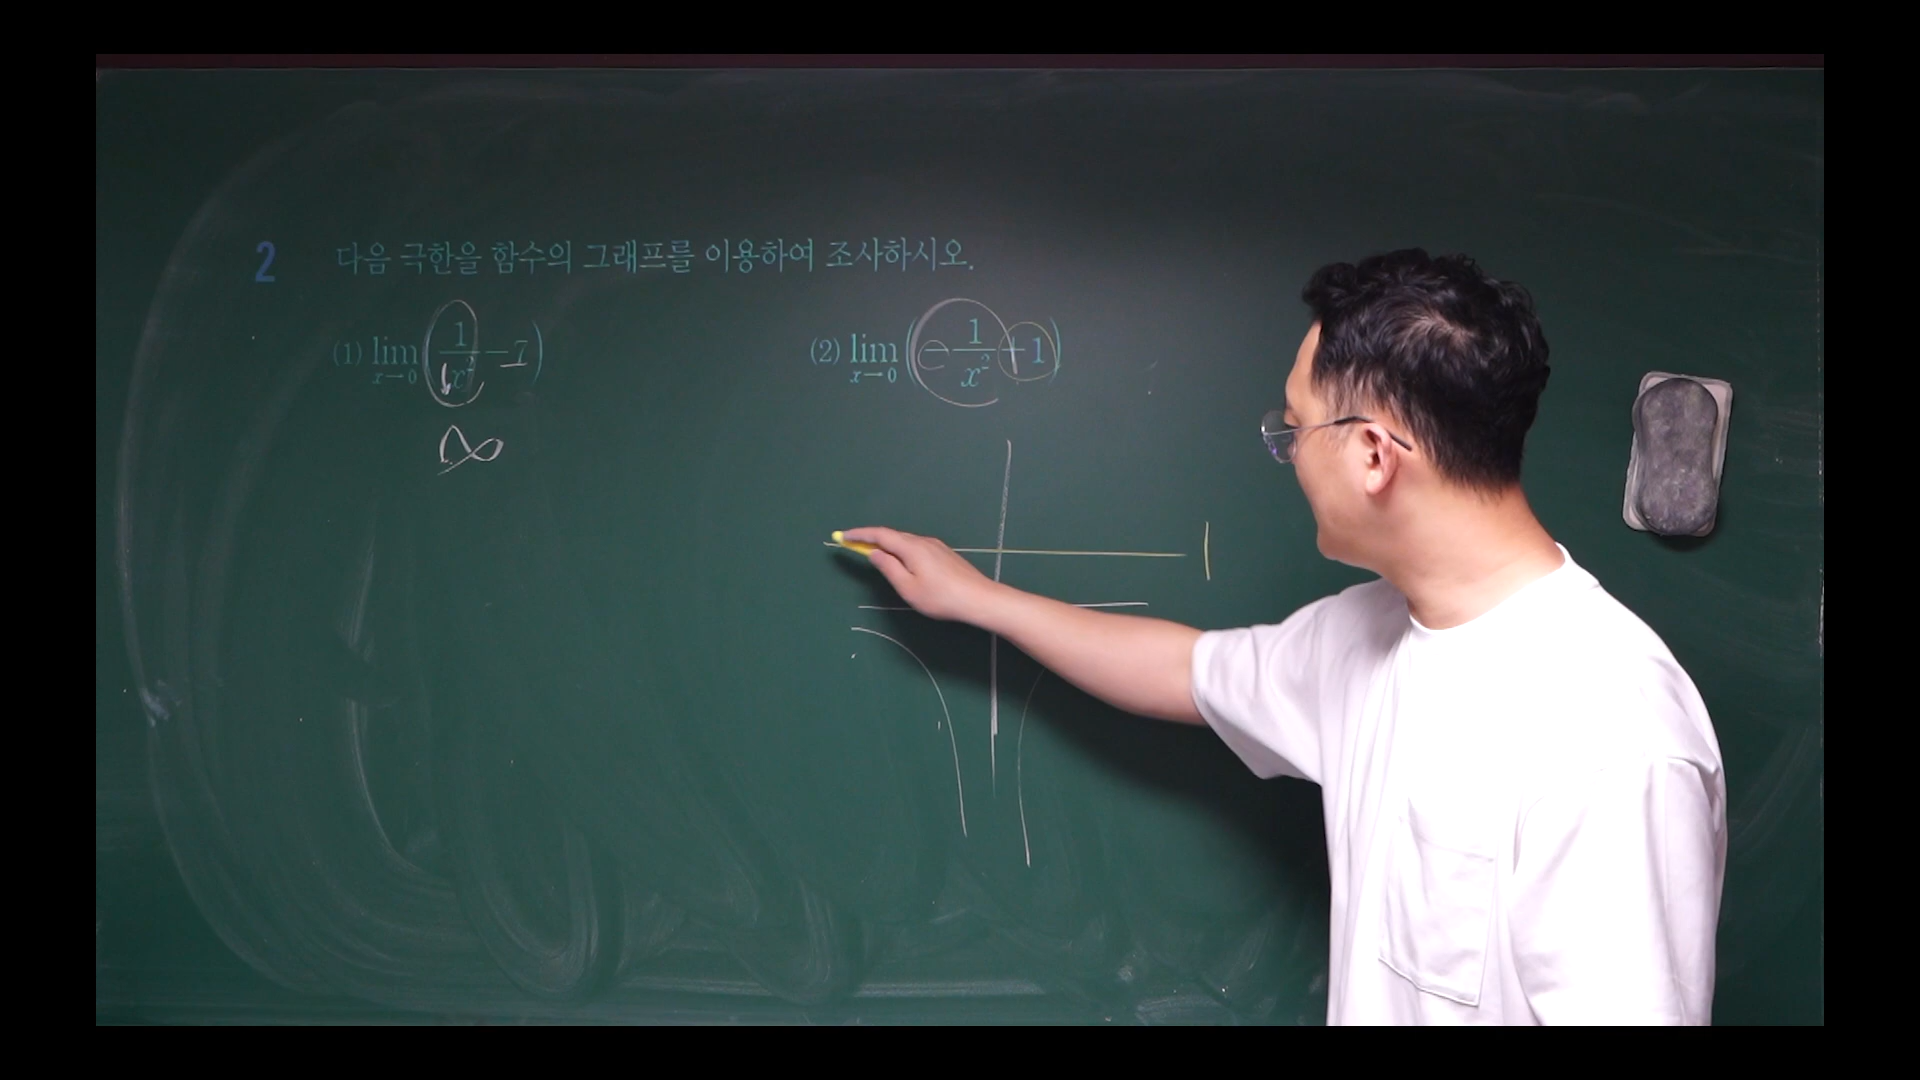 2 다음 극한을 함수의 그래프를 이용하여 조사하시오.
(1) lim x→0 (1/x² − 7) (2) lim x→0 (−1/x² + 1)
∞
1